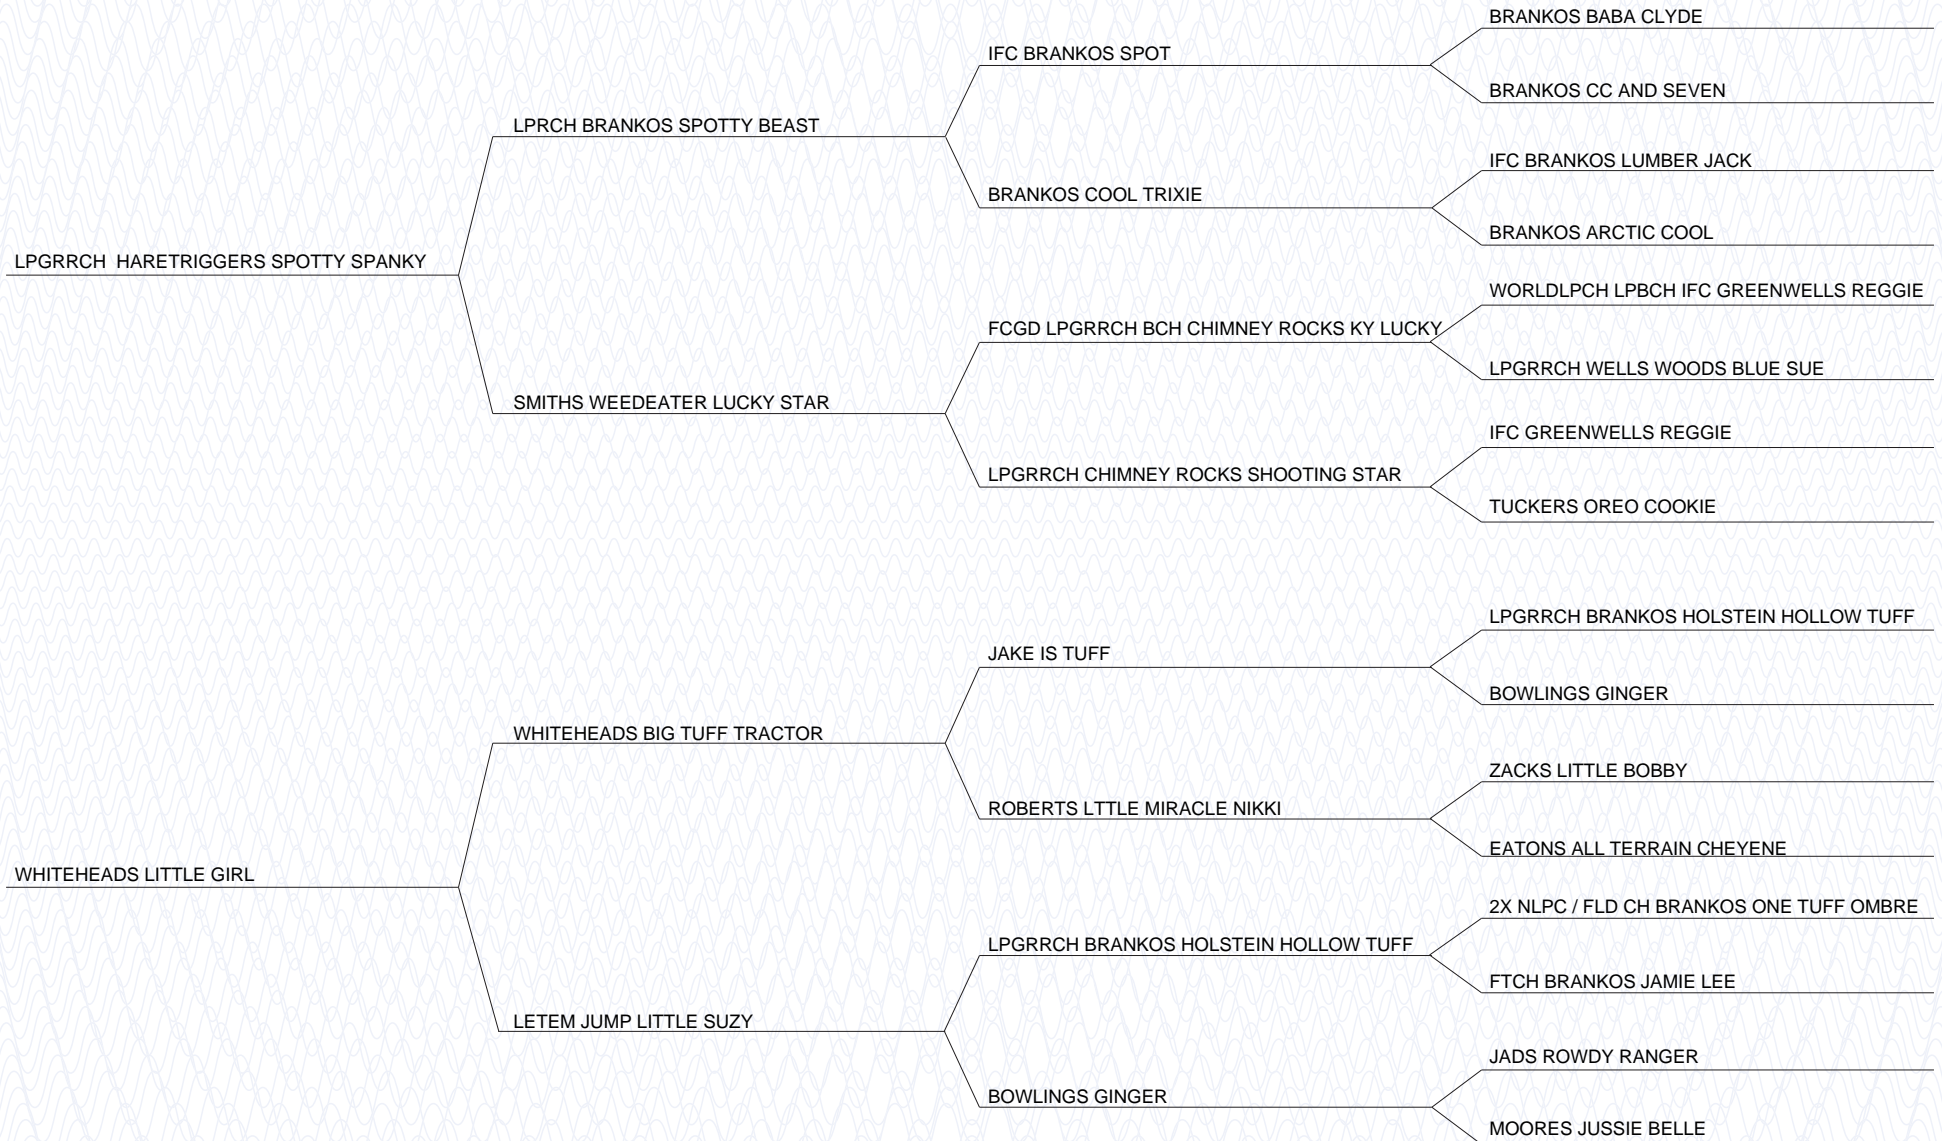 BRANKOS BABA CLYDE
IFC BRANKOS SPOT
BRANKOS CC AND SEVEN
LPRCH BRANKOS SPOTTY BEAST
IFC BRANKOS LUMBER JACK
BRANKOS COOL TRIXIE
BRANKOS ARCTIC COOL
LPGRRCH  HARETRIGGERS SPOTTY SPANKY
WORLDLPCH LPBCH IFC GREENWELLS REGGIE
FCGD LPGRRCH BCH CHIMNEY ROCKS KY LUCKY
LPGRRCH WELLS WOODS BLUE SUE
SMITHS WEEDEATER LUCKY STAR
IFC GREENWELLS REGGIE
LPGRRCH CHIMNEY ROCKS SHOOTING STAR
TUCKERS OREO COOKIE
LPGRRCH BRANKOS HOLSTEIN HOLLOW TUFF
JAKE IS TUFF
BOWLINGS GINGER
WHITEHEADS BIG TUFF TRACTOR
ZACKS LITTLE BOBBY
ROBERTS LTTLE MIRACLE NIKKI
EATONS ALL TERRAIN CHEYENE
WHITEHEADS LITTLE GIRL
2X NLPC / FLD CH BRANKOS ONE TUFF OMBRE
LPGRRCH BRANKOS HOLSTEIN HOLLOW TUFF
FTCH BRANKOS JAMIE LEE
LETEM JUMP LITTLE SUZY
JADS ROWDY RANGER
BOWLINGS GINGER
MOORES JUSSIE BELLE